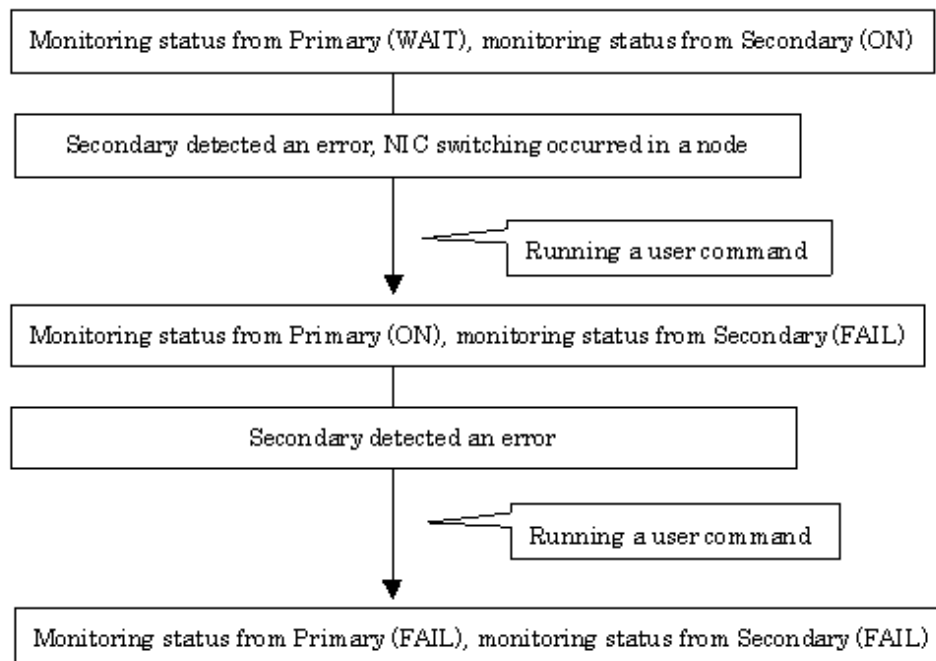 Monitoring status from Primary (WAIT), monitoring status from Secondary (ON)
Secondary detected an error, NIC switching occurred in a node
Running a user command
Monitoring status from Primary (ON), monitoring status from Secondary (FAIL)
Secondary detected an error
Running a user command
Monitoring status from Primary (FAIL), monitoring status from Secondary (FAIL)